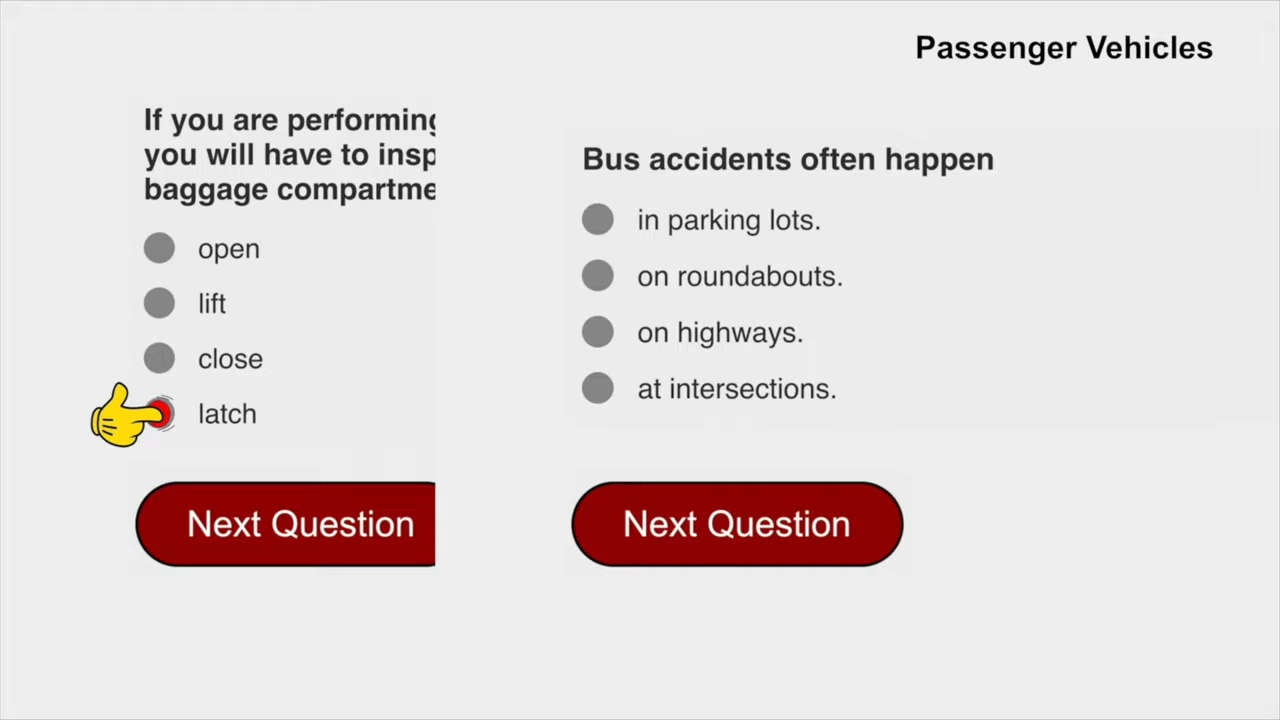 Passenger Vehicles
If you are performing
you will have to insp
baggage compartme
open
lift
close
latch
Next Question
Bus accidents often happen
in parking lots.
on roundabouts.
on highways.
at intersections.
Next Question